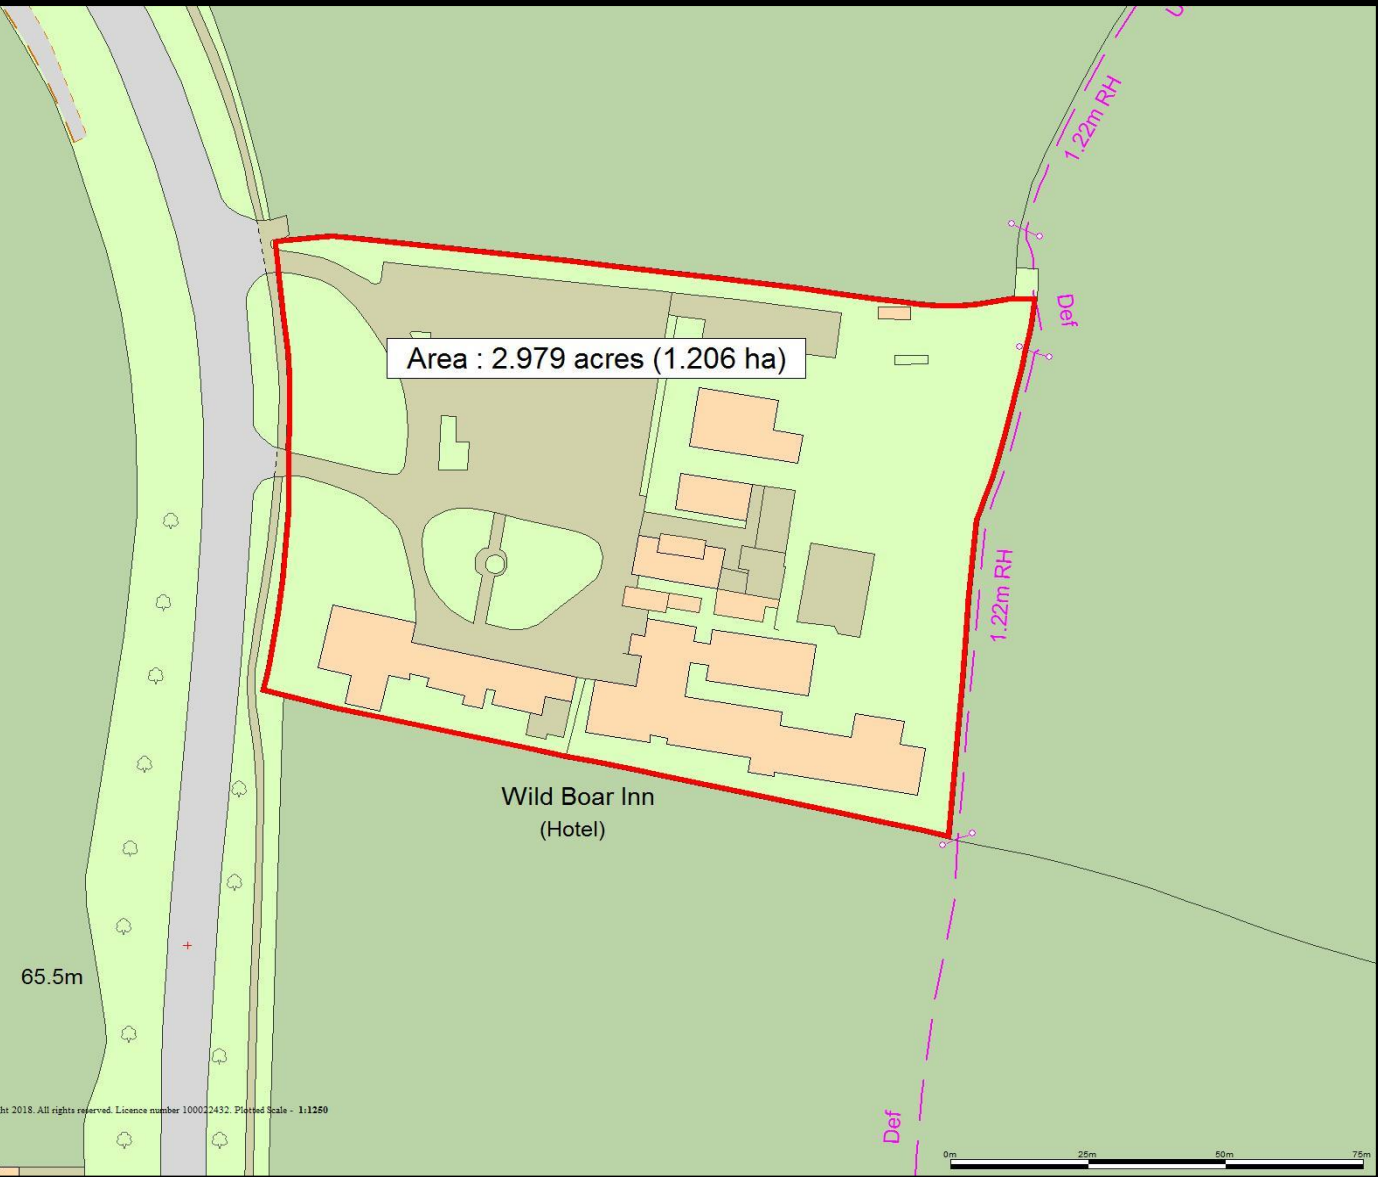 1.22m RH
Def
Area : 2.979 acres (1.206 ha)
1.22m RH
Wild Boar Inn
(Hotel)
65.5m
ht 2018. All rights reserved. Licence number 100022432. Plotted Scale - 1:1250
Def
0m 25m 50m 75m